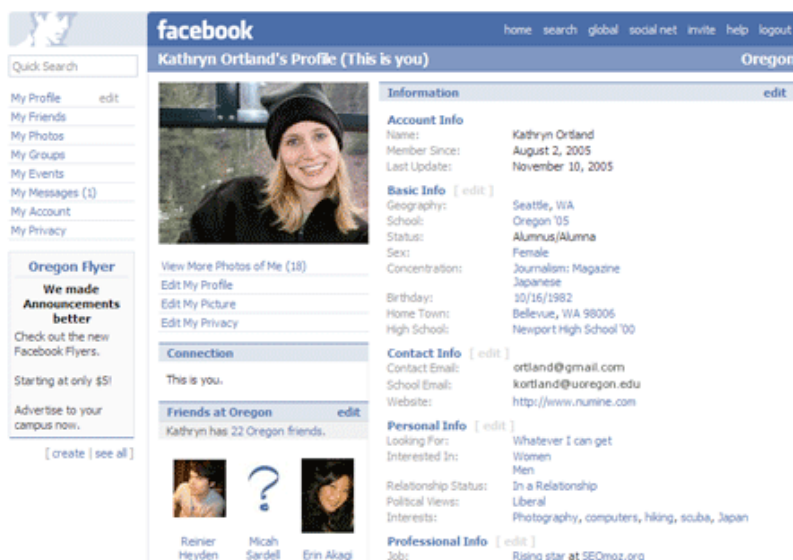 facebook
home search global social net invite help logout
Kathryn Ortland's Profile (This is you)
Oregon
Quick Search
My Profile edit
My Friends
My Photos
My Groups
My Events
My Messages (1)
My Account
My Privacy
Oregon Flyer
We made
Announcements
better
Check out the new
Facebook Flyers.
Starting at only $5!
Advertise to your
campus now.
[ create | see all ]
View More Photos of Me (18)
Edit My Profile
Edit My Picture
Edit My Privacy
Connection
This is you.
Friends at Oregon edit
Kathryn has 22 Oregon friends.
?
Reinier
Heyden
Micah
Sardell
Erin Akagi
Information edit
Account Info
Name: Kathryn Ortland
Member Since: August 2, 2005
Last Update: November 10, 2005
Basic Info [ edit ]
Geography: Seattle, WA
School: Oregon '05
Status: Alumnus/Alumna
Sex: Female
Concentration: Journalism: Magazine
Japanese
Birthday: 10/16/1982
Home Town: Bellevue, WA 98006
High School: Newport High School '00
Contact Info [ edit ]
Contact Email: ortland@gmail.com
School Email: kortland@uoregon.edu
Website: http://www.numine.com
Personal Info [ edit ]
Looking For: Whatever I can get
Interested In: Women
Men
Relationship Status: In a Relationship
Political Views: Liberal
Interests: Photography, computers, hiking, scuba, Japan
Professional Info [ edit ]
Job: Rising star at SEOmoz.org